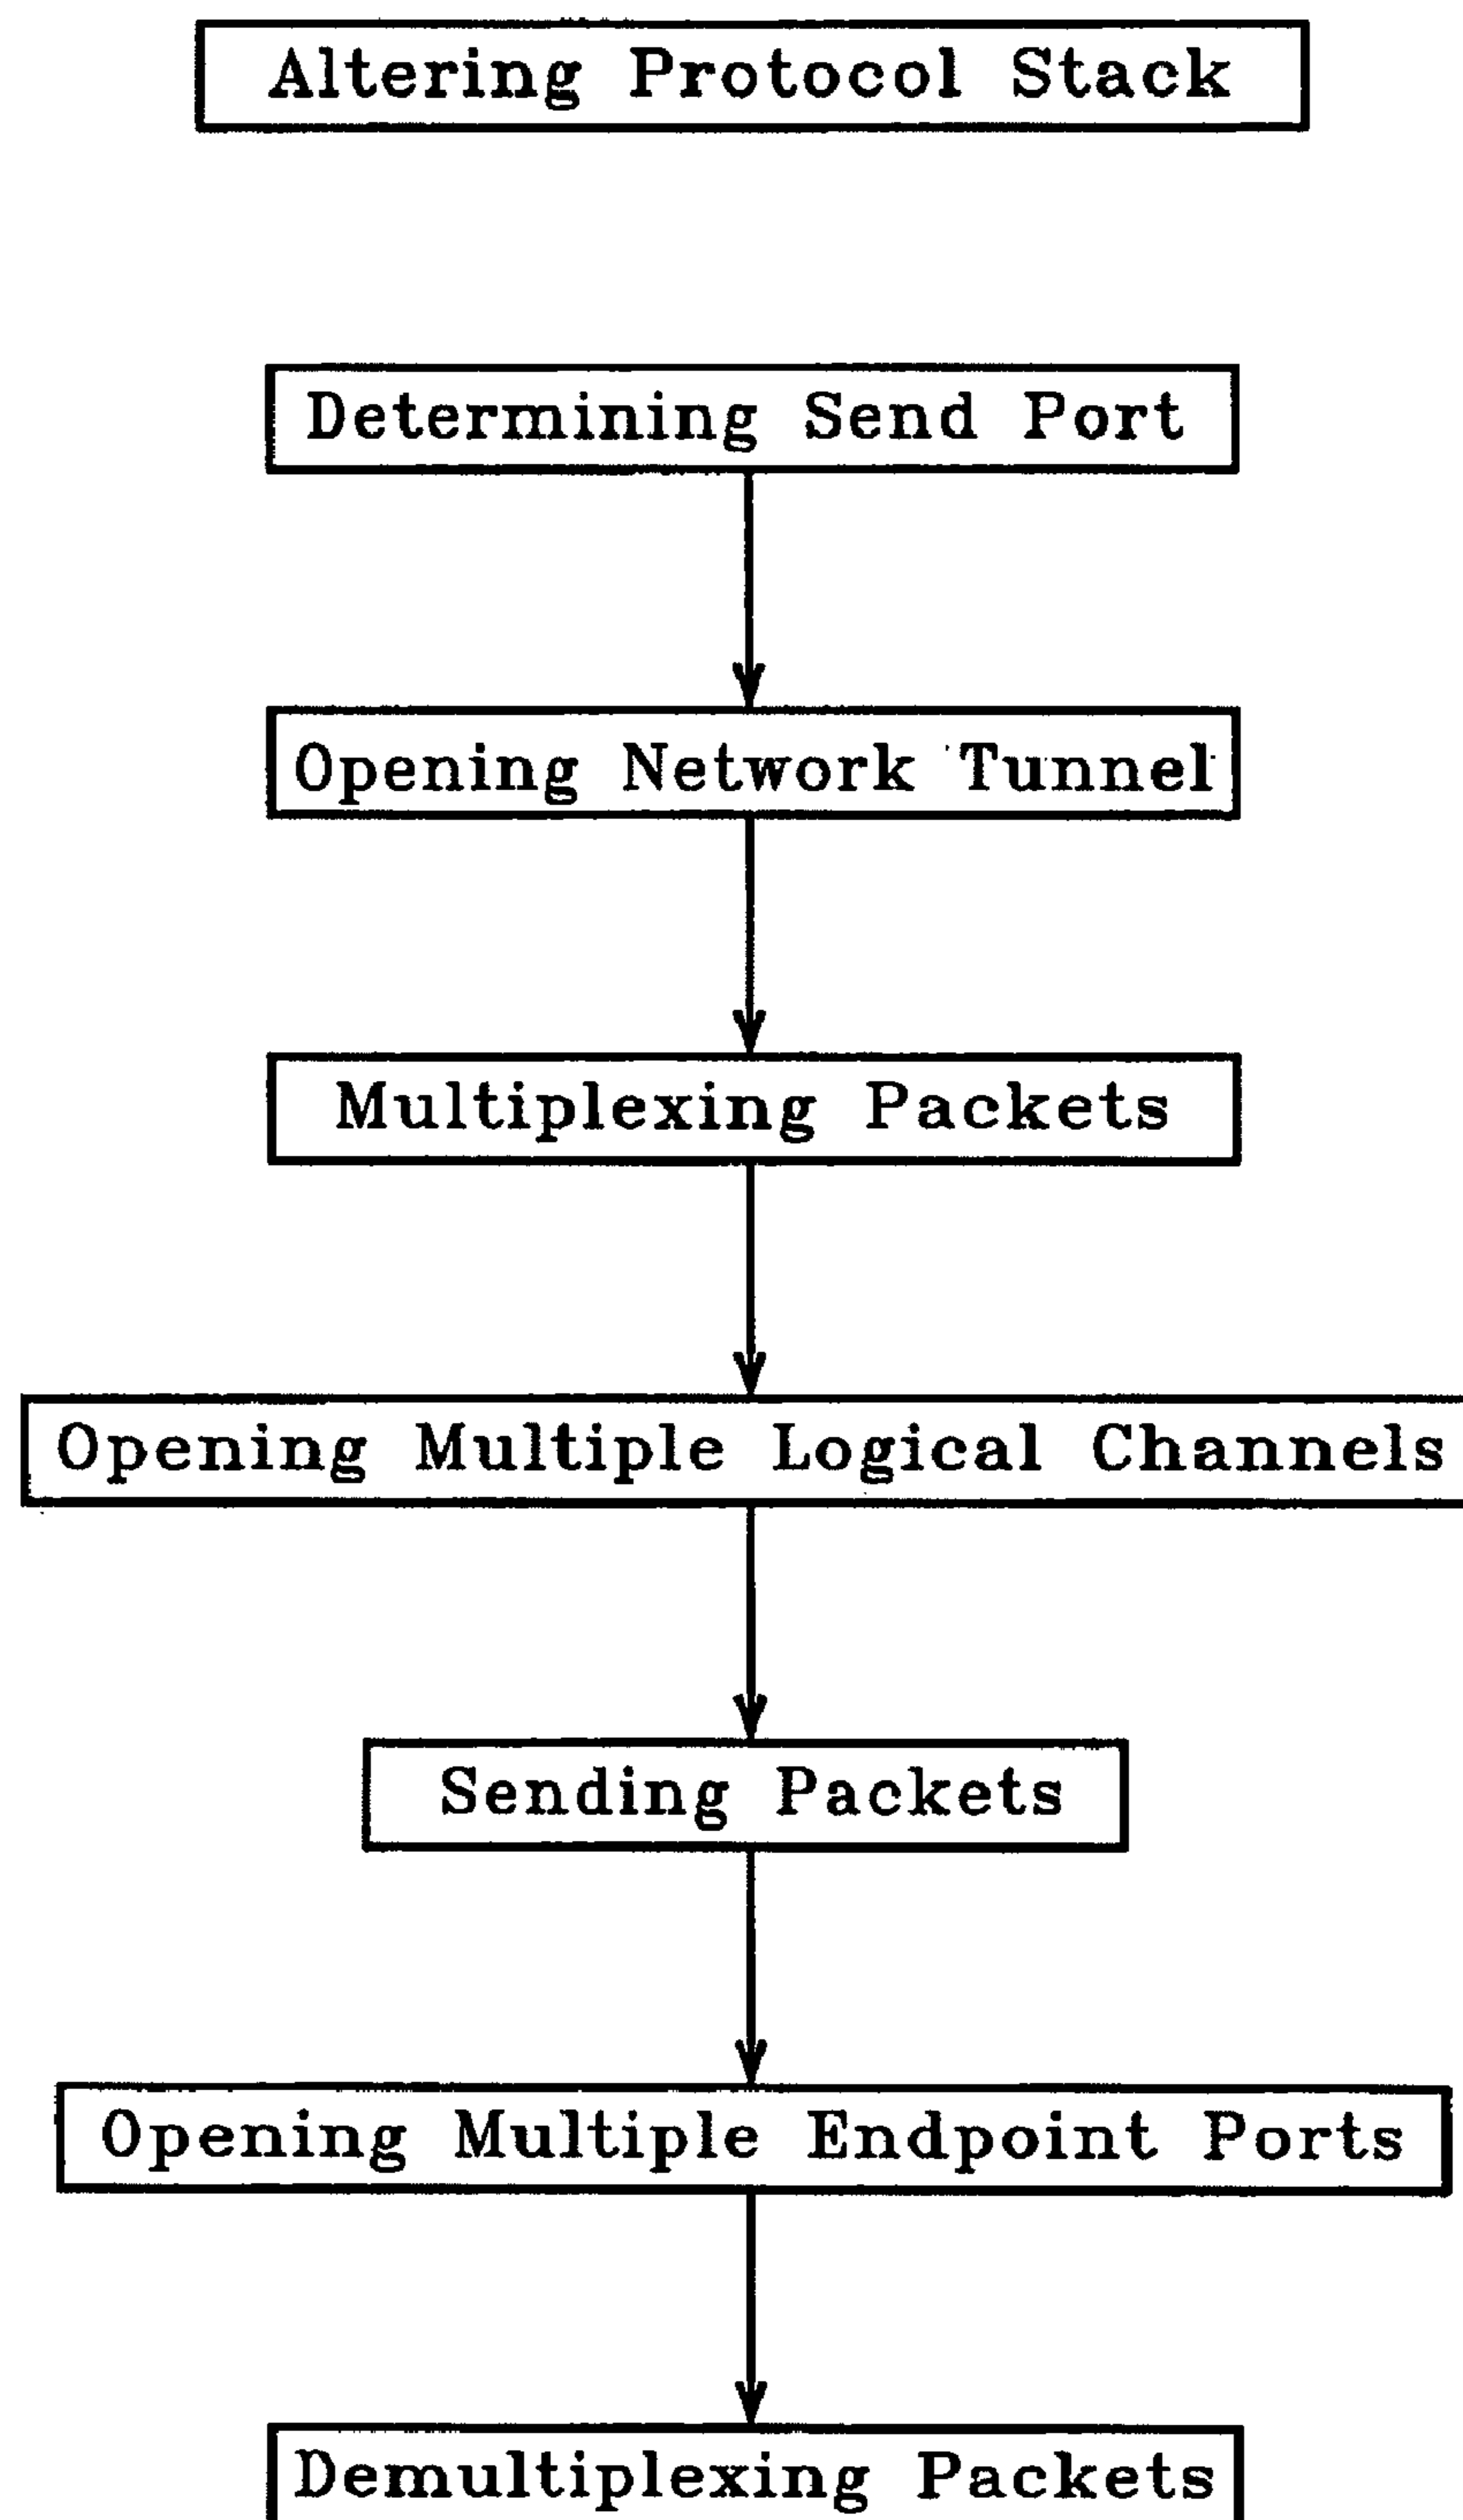 Altering Protocol Stack
Determining Send Port
Opening Network Tunnel
Multiplexing Packets
Opening Multiple Logical Channels
Sending Packets
Opening Multiple Endpoint Ports
Demultiplexing Packets